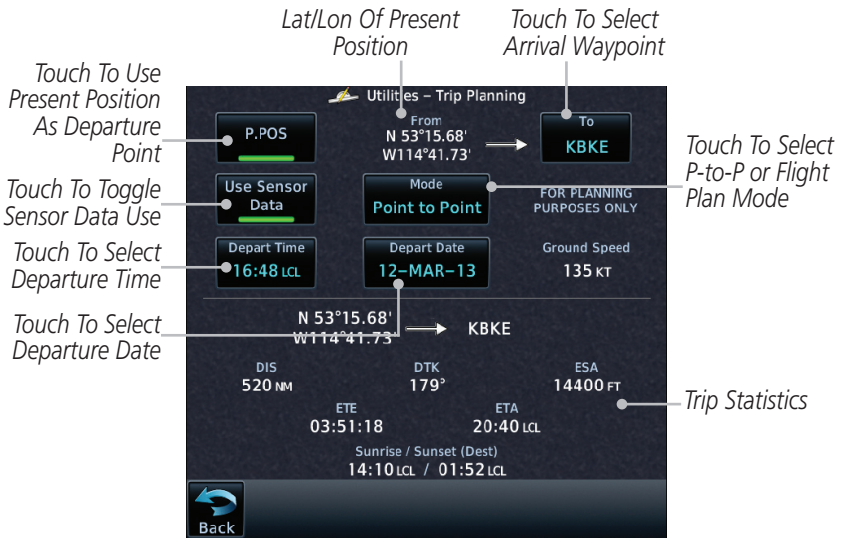 Lat/Lon Of Present
Position
Touch To Select
Arrival Waypoint
Touch To Use
Present Position
As Departure
Point
Touch To Toggle
Sensor Data Use
Touch To Select
Departure Time
Touch To Select
Departure Date
Utilities – Trip Planning
P.POS
From
N 53°15.68'
W114°41.73'
To
KBKE
Use Sensor
Data
Mode
Point to Point
FOR PLANNING
PURPOSES ONLY
Depart Time
16:48 LCL
Depart Date
12–MAR–13
Ground Speed
135 KT
N 53°15.68'
W114°41.73'
KBKE
DIS
520 NM
DTK
179°
ESA
14400 FT
ETE
03:51:18
ETA
20:40 LCL
Sunrise / Sunset (Dest)
14:10 LCL / 01:52 LCL
Back
Touch To Select
P-to-P or Flight
Plan Mode
Trip Statistics